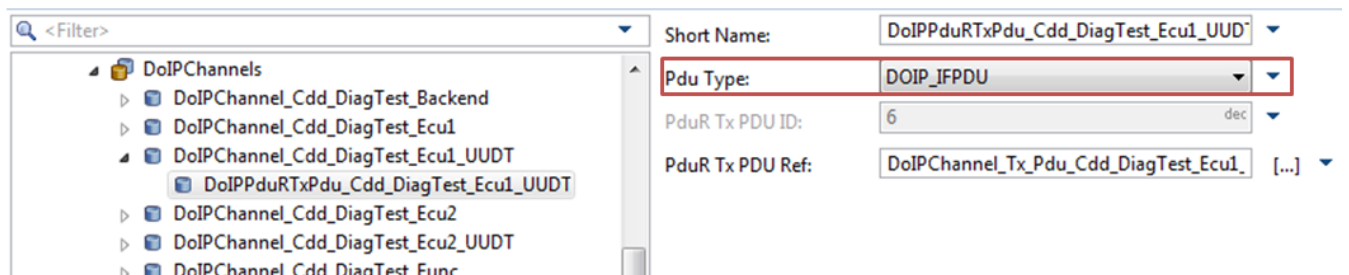 <Filter>
DoIPChannels
DoIPChannel_Cdd_DiagTest_Backend
DoIPChannel_Cdd_DiagTest_Ecu1
DoIPChannel_Cdd_DiagTest_Ecu1_UUDT
DoIPPduRTxPdu_Cdd_DiagTest_Ecu1_UUDT
DoIPChannel_Cdd_DiagTest_Ecu2
DoIPChannel_Cdd_DiagTest_Ecu2_UUDT
DoIPChannel_Cdd_DiagTest_Func
Short Name: DoIPPduRTxPdu_Cdd_DiagTest_Ecu1_UUD
Pdu Type: DOIP_IFPDU
PduR Tx PDU ID: 6 dec
PduR Tx PDU Ref: DoIPChannel_Tx_Pdu_Cdd_DiagTest_Ecu1_ [...]